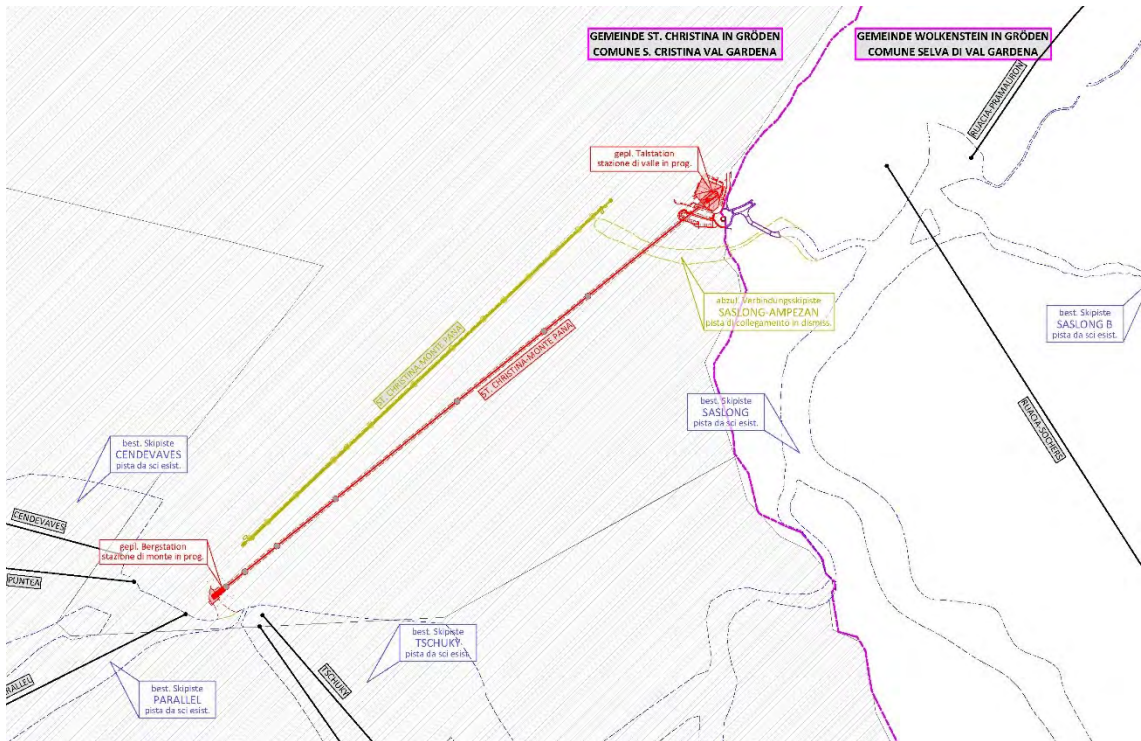 GEMEINDE ST. CHRISTINA IN GRÖDEN
COMUNE S. CRISTINA VAL GARDENA
GEMEINDE WOLKENSTEIN IN GRÖDEN
COMUNE SELVA DI VAL GARDENA
RUACIA-PRAMAURON
gepl. Talstation
stazione di valle in prog.
abzul. Verbindungsskipiste
SASLONG-AMPEZAN
pista di collegamento in dismiss.
best. Skipiste
SASLONG B
pista da sci esist.
ST. CHRISTINA-MONTE PANA
ST. CHRISTINA-MONTE PANA
best. Skipiste
SASLONG
pista da sci esist.
RUACIA-SOCHERS
best. Skipiste
CENDEVAVES
pista da sci esist.
CENDEVAVES
gepl. Bergstation
stazione di monte in prog.
PUNTEA
best. Skipiste
TSCHUKY
pista da sci esist.
best. Skipiste
PARALLEL
pista da sci esist.
RALLEL
TSCHUKY